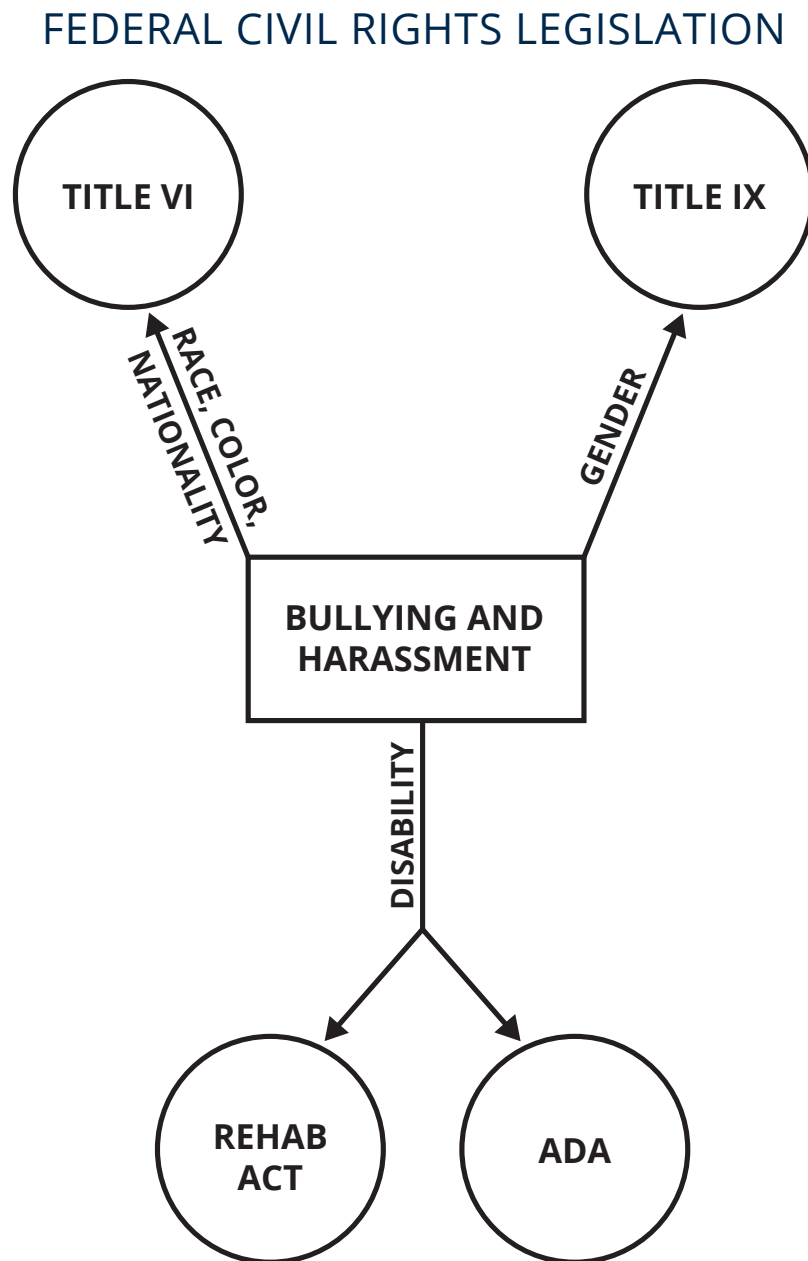 FEDERAL CIVIL RIGHTS LEGISLATION
TITLE VI
TITLE IX
RACE, COLOR,
NATIONALITY
GENDER
BULLYING AND
HARASSMENT
DISABILITY
REHAB
ACT
ADA